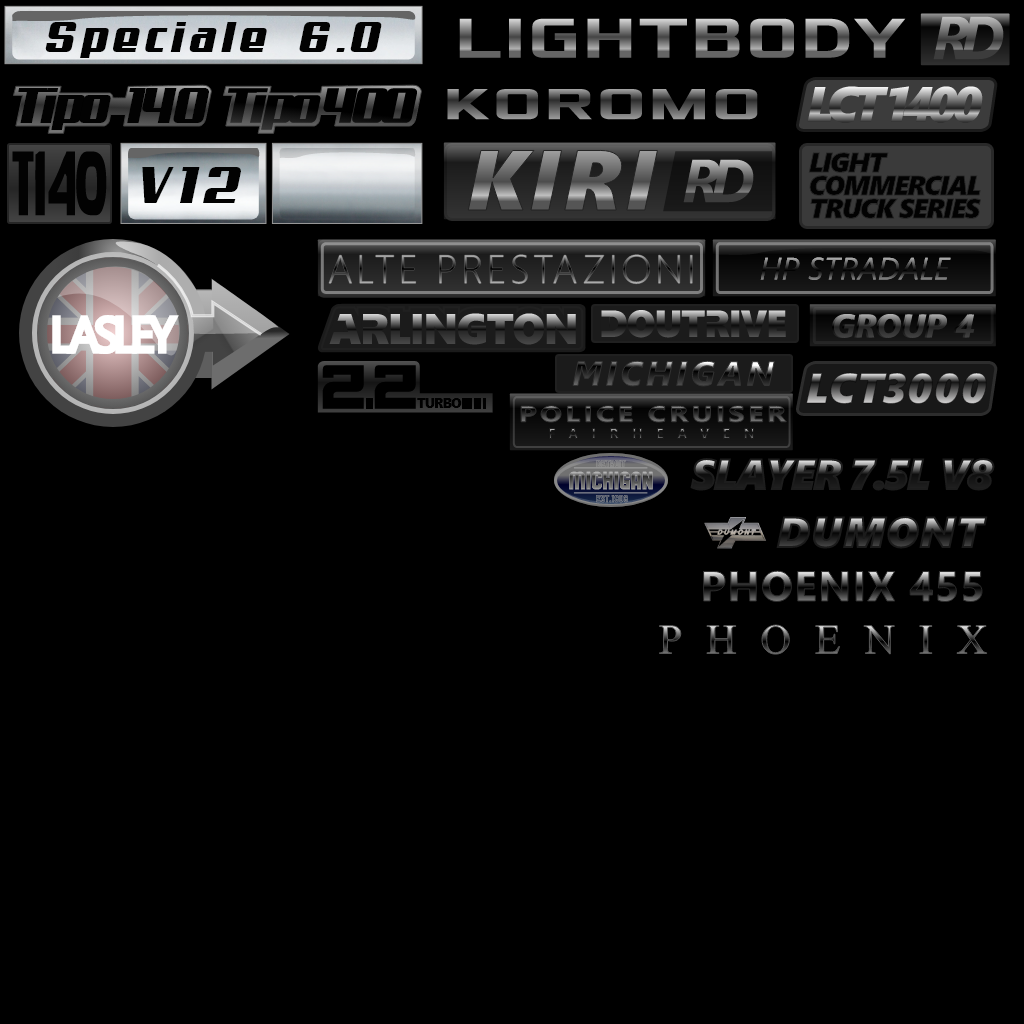 Speciale 6.0
LIGHTBODY RD
Tipo-140
Tipo400
KOROMO
LCT1400
T140
V12
KIRI RD
LIGHT
COMMERCIAL
TRUCK SERIES
LASLEY
ALTE PRESTAZIONI
HP STRADALE
ARLINGTON
DOUTRIVE
GROUP 4
2.2 TURBO
MICHIGAN
LCT3000
POLICE CRUISER
FAIRHEAVEN
MICHIGAN
SLAYER 7.5L V8
DUMONT
DUMONT
PHOENIX 455
PHOENIX